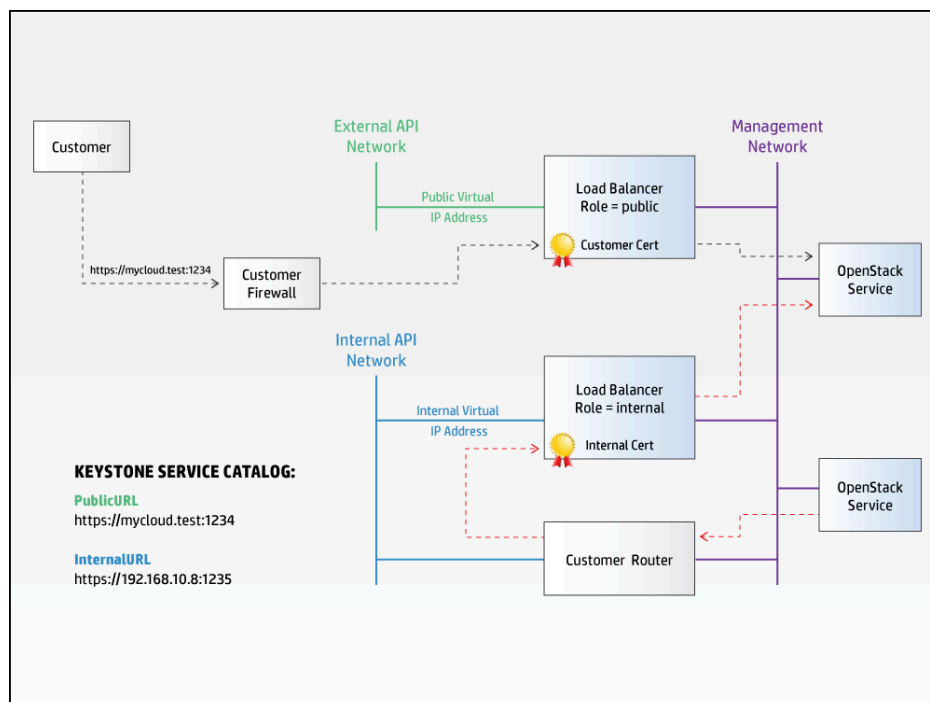 Customer
External API
Network
Management
Network
Public Virtual
IP Address
Load Balancer
Role = public
Customer Cert
https://mycloud.test:1234
Customer
Firewall
OpenStack
Service
Internal API
Network
Internal Virtual
IP Address
Load Balancer
Role = internal
Internal Cert
KEYSTONE SERVICE CATALOG:
PublicURL
https://mycloud.test:1234
InternalURL
https://192.168.10.8:1235
OpenStack
Service
Customer Router